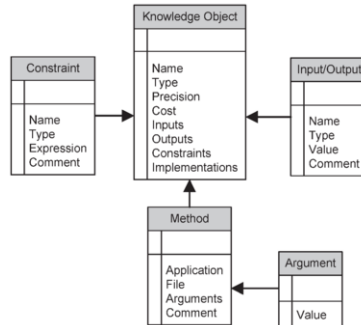 Knowledge Object
Name
Type
Precision
Cost
Inputs
Outputs
Constraints
Implementations
Constraint
Name
Type
Expression
Comment
Input/Output
Name
Type
Value
Comment
Method
Application
File
Arguments
Comment
Argument
Value